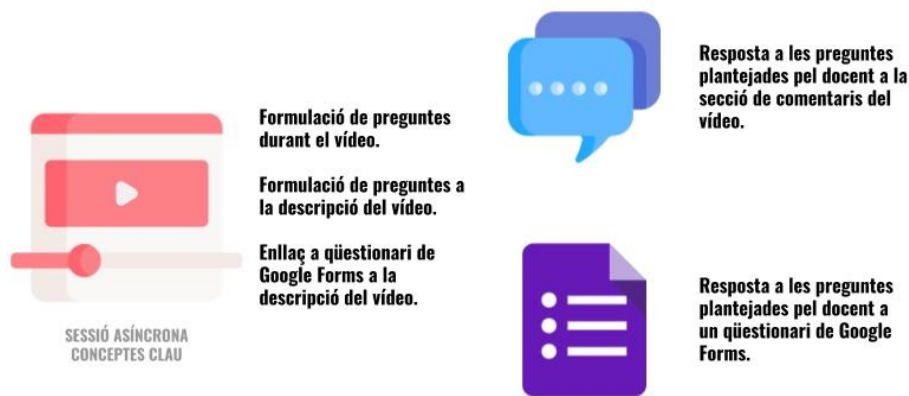 Formulació de preguntes
durant el vídeo.
Formulació de preguntes a
la descripció del vídeo.
Enllaç a qüestionari de
Google Forms a la
descripció del vídeo.
SESSIÓ ASÍNCRONA
CONCEPTES CLAU
Resposta a les preguntes
plantejades pel docent a la
secció de comentaris del
vídeo.
Resposta a les preguntes
plantejades pel docent a
un qüestionari de Google
Forms.